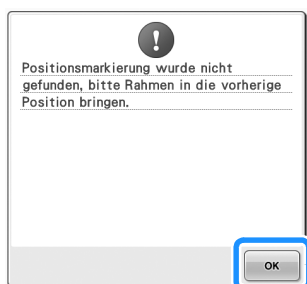 Positionsmarkierung wurde nicht
gefunden, bitte Rahmen in die vorherige
Position bringen.
OK